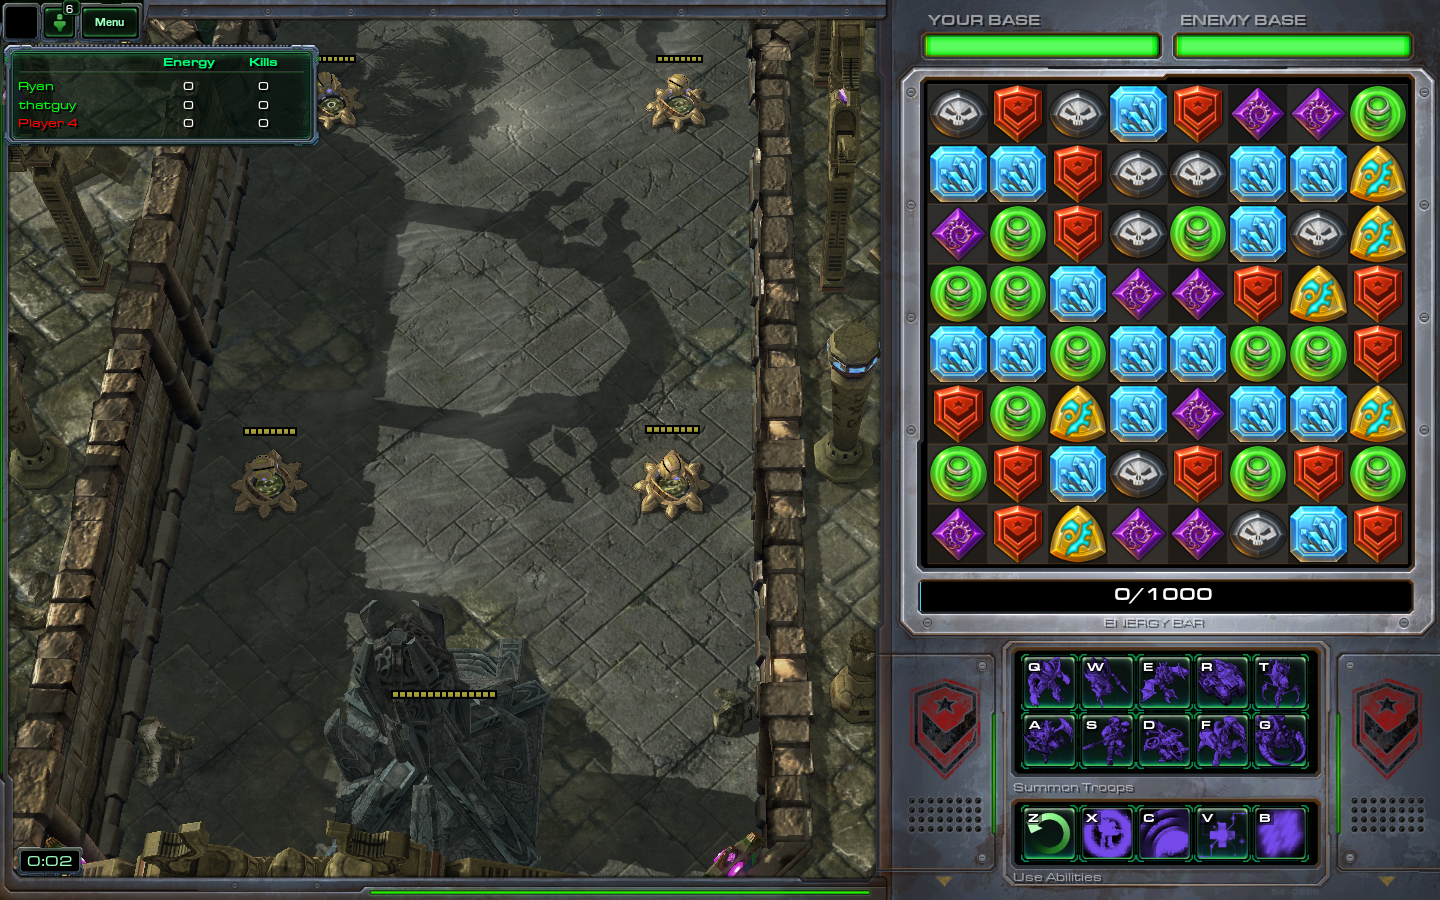 6
Menu
YOUR BASE
ENEMY BASE
Energy Kills
Ryan 0 0
thatguy 0 0
Player 4 0 0
0/1000
ENERGY BAR
Q W E R T
A S D F G
Summon Troops
Z X C V B
Use Abilities
0:02